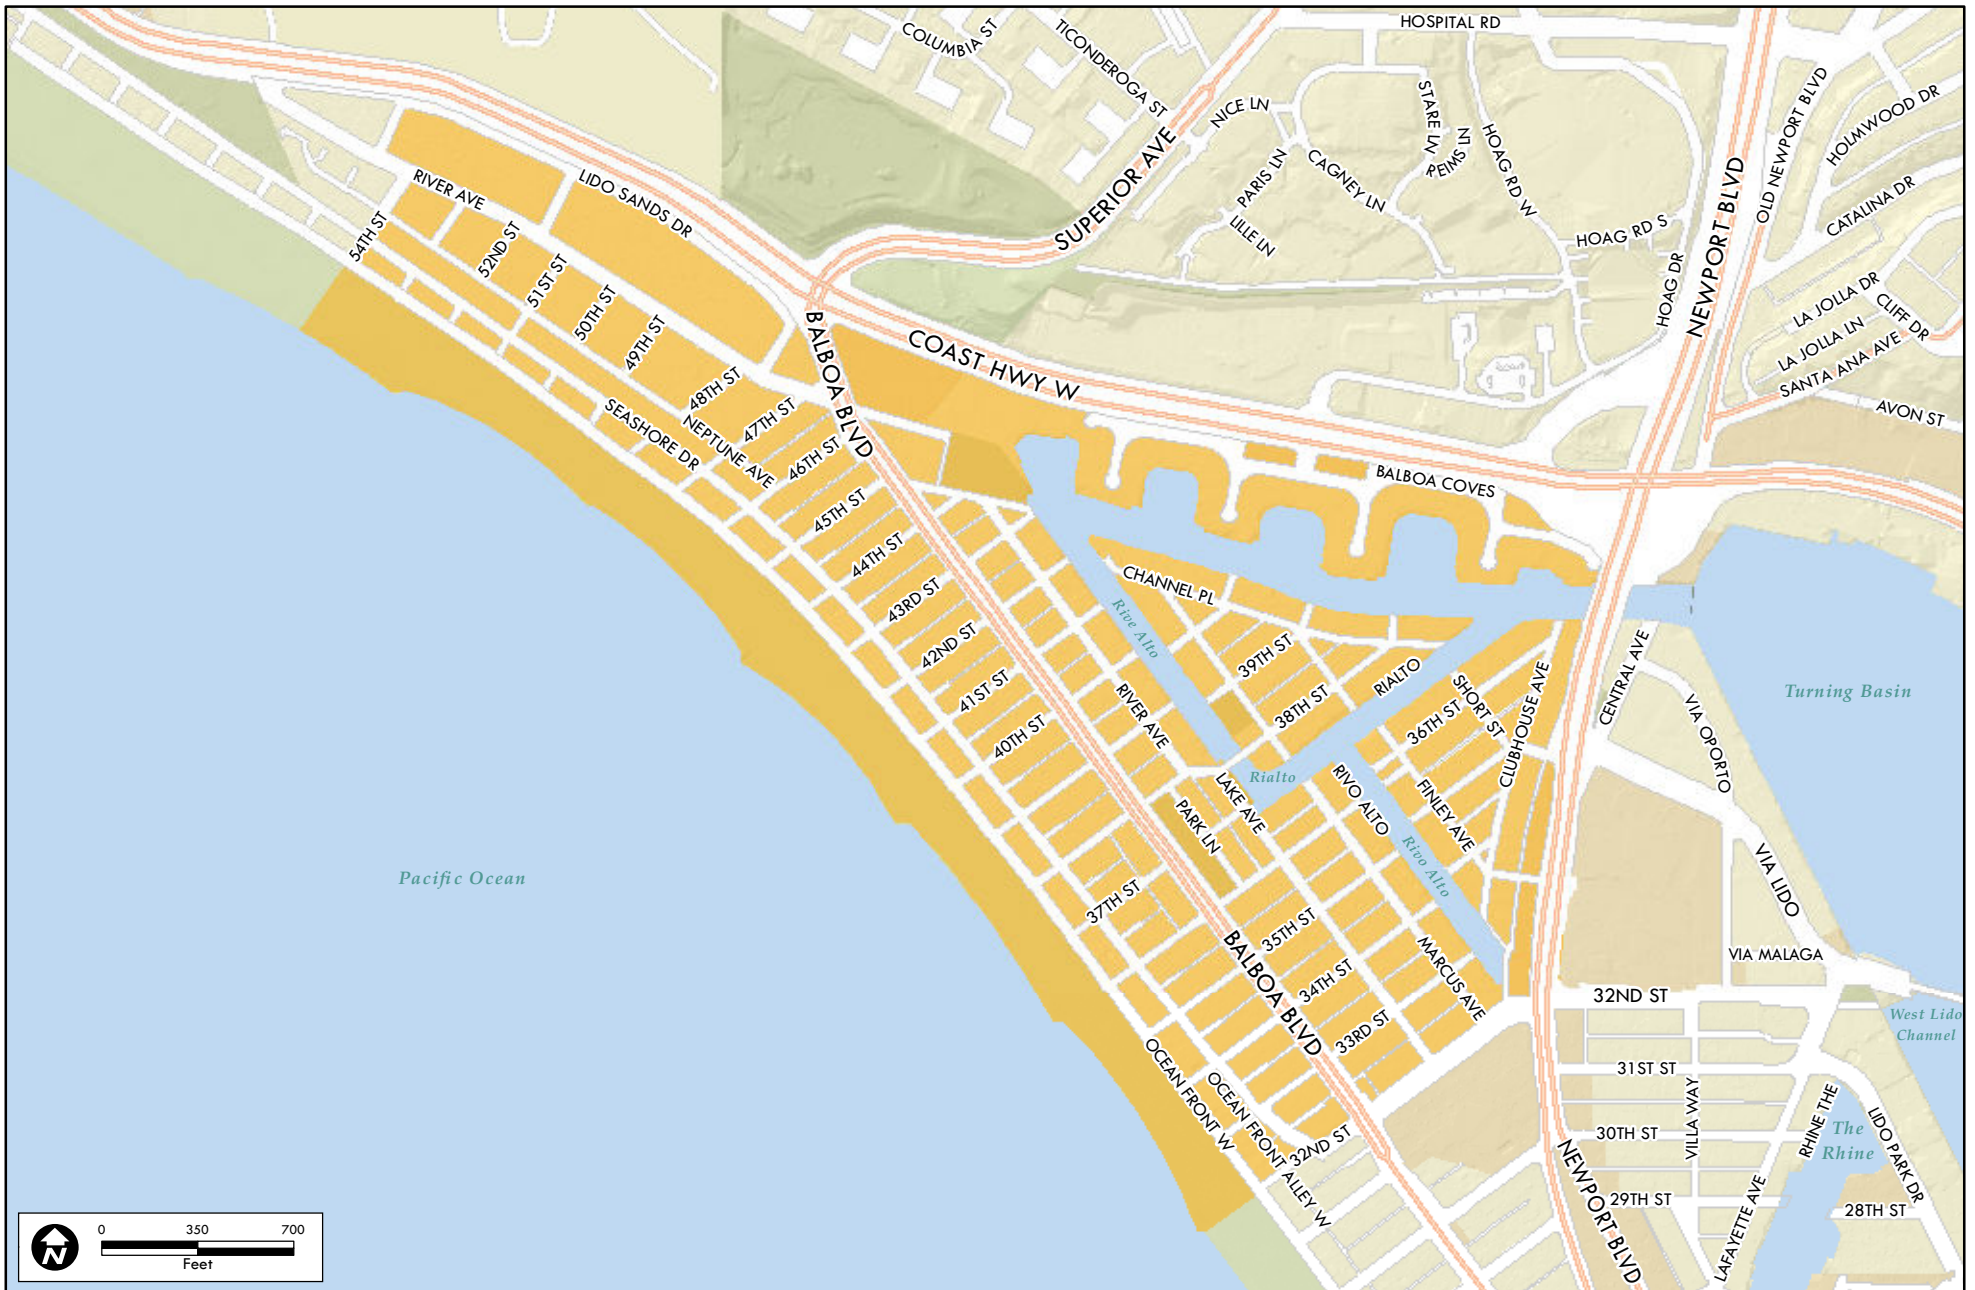 HOSPITAL RD
COLUMBIA ST
TICONDEROGA ST
NICE LN
STARE LN
REIMS LN
HOAG RD W
PARIS LN
CAGNEY LN
LILLE LN
SUPERIOR AVE
HOAG RD S
HOAG DR
NEWPORT BLVD
OLD NEWPORT BLVD
HOLMWOOD DR
CATALINA DR
LA JOLLA DR
CLIFF DR
LA JOLLA LN
SANTA ANA AVE
AVON ST
LIDO SANDS DR
RIVER AVE
54TH ST
52ND ST
51ST ST
50TH ST
49TH ST
48TH ST
47TH ST
46TH ST
45TH ST
44TH ST
43RD ST
42ND ST
41ST ST
40TH ST
37TH ST
SEASHORE DR
NEPTUNE AVE
BALBOA BLVD
COAST HWY W
BALBOA COVES
CHANNEL PL
Rive Alto
39TH ST
38TH ST
RIALTO
RIVER AVE
LAKE AVE
PARK LN
Rialto
RIVO ALTO
Rivo Alto
SHORT ST
36TH ST
FINLEY AVE
CLUBHOUSE AVE
CENTRAL AVE
VIA OPORTO
Turning Basin
VIA LIDO
VIA MALAGA
35TH ST
34TH ST
33RD ST
MARCUS AVE
BALBOA BLVD
32ND ST
West Lido
Channel
31ST ST
VILLA WAY
30TH ST
RHINE THE
The
Rhine
LIDO PARK DR
29TH ST
28TH ST
LAFAYETTE AVE
NEWPORT BLVD
OCEAN FRONT W
OCEAN FRONT ALLEY W
32ND ST
Pacific Ocean
N
0 350 700
Feet